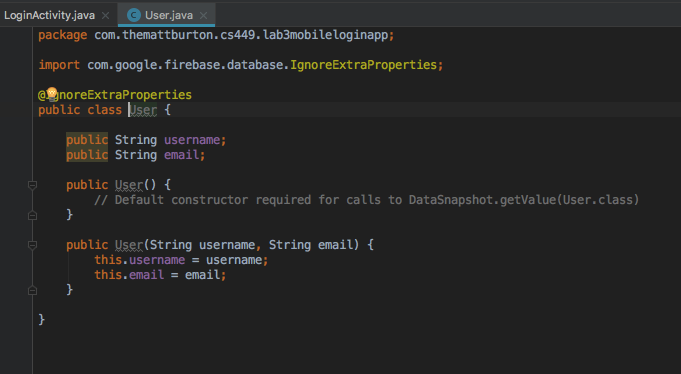 LoginActivity.java
User.java
package com.themattburton.cs449.lab3mobileloginapp;
import com.google.firebase.database.IgnoreExtraProperties;
@IgnoreExtraProperties
public class User {
public String username;
public String email;
public User() {
// Default constructor required for calls to DataSnapshot.getValue(User.class)
}
public User(String username, String email) {
this.username = username;
this.email = email;
}
}